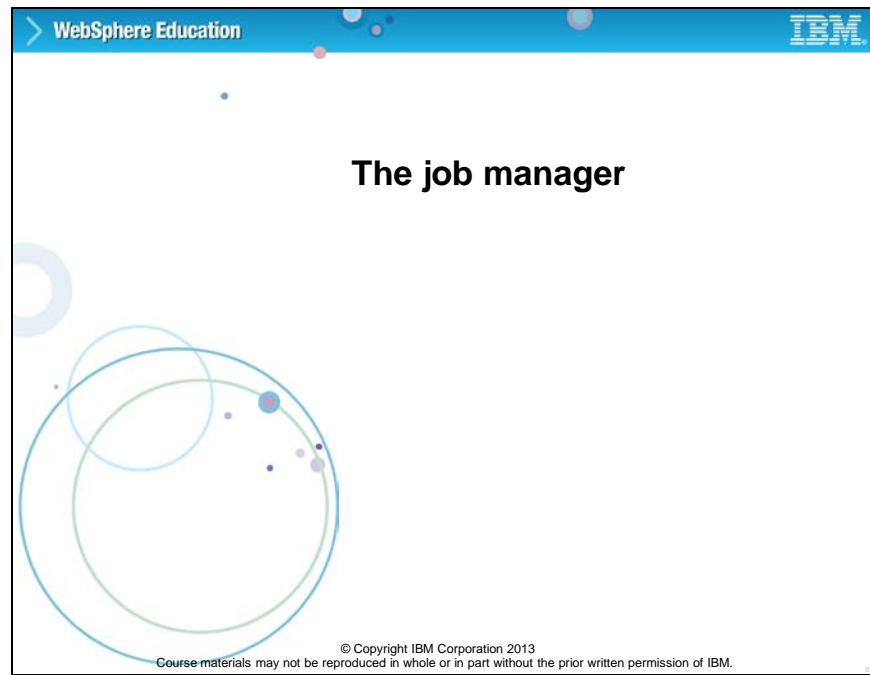 WebSphere Education
IBM.
The job manager
© Copyright IBM Corporation 2013
Course materials may not be reproduced in whole or in part without the prior written permission of IBM.